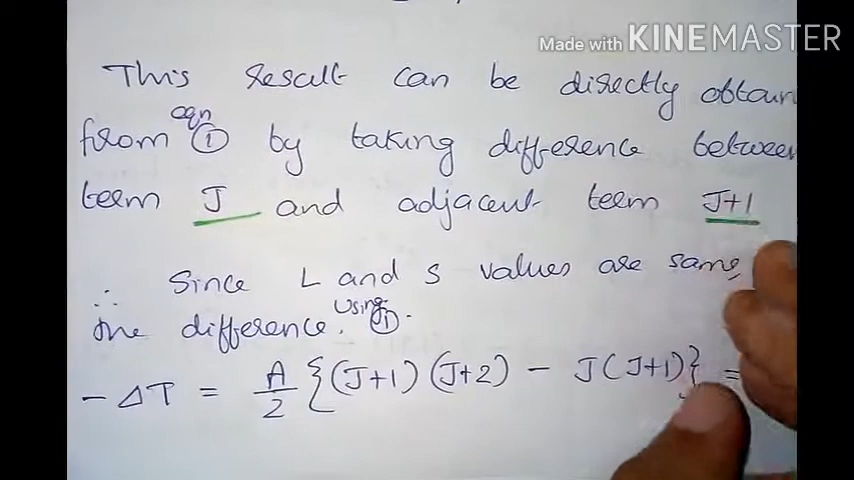 Made with KINEMASTER
This result can be directly obtain
from eqn ① by taking difference between
term J and adjacent term J+1
∴ Since L and S values are same,
the difference. Using ①.
- ΔT = A/2 {(J+1)(J+2) - J(J+1)} =